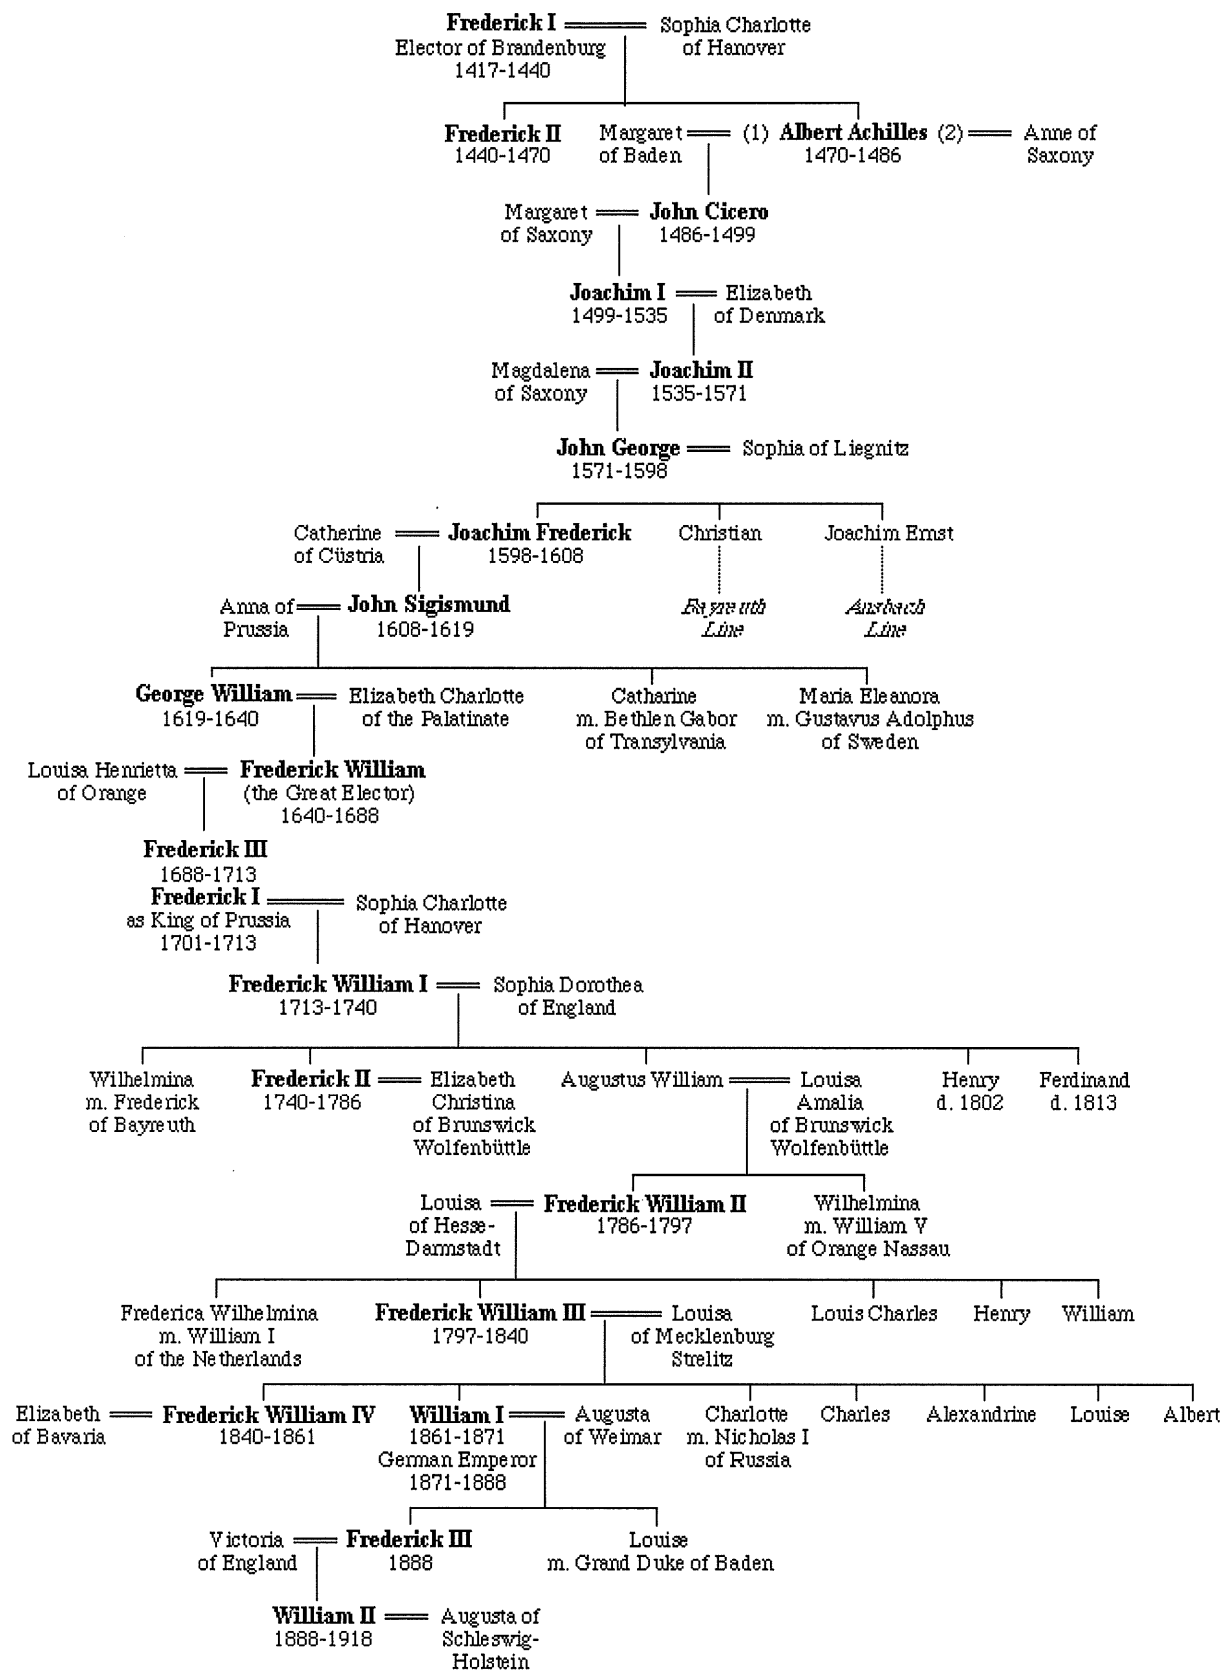 Frederick I
Elector of Brandenburg
1417-1440
Sophia Charlotte
of Hanover
Frederick II
1440-1470
Margaret
of Baden
(1) Albert Achilles (2)
1470-1486
Anne of
Saxony
Margaret
of Saxony
John Cicero
1486-1499
Joachim I
1499-1535
Elizabeth
of Denmark
Magdalena
of Saxony
Joachim II
1535-1571
John George
1571-1598
Sophia of Liegnitz
Catherine
of Cüstria
Joachim Frederick
1598-1608
Christian
Joachim Ernst
Anna of
Prussia
John Sigismund
1608-1619
Bayreuth
Line
Ansbach
Line
George William
1619-1640
Elizabeth Charlotte
of the Palatinate
Catharine
m. Bethlen Gabor
of Transylvania
Maria Eleanora
m. Gustavus Adolphus
of Sweden
Louisa Henrietta
of Orange
Frederick William
(the Great Elector)
1640-1688
Frederick III
1688-1713
Frederick I
as King of Prussia
1701-1713
Sophia Charlotte
of Hanover
Frederick William I
1713-1740
Sophia Dorothea
of England
Wilhelmina
m. Frederick
of Bayreuth
Frederick II
1740-1786
Elizabeth
Christina
of Brunswick
Wolfenbüttle
Augustus William
Louisa
Amalia
of Brunswick
Wolfenbüttle
Henry
d. 1802
Ferdinand
d. 1813
Louisa
of Hesse-
Darmstadt
Frederick William II
1786-1797
Wilhelmina
m. William V
of Orange Nassau
Frederica Wilhelmina
m. William I
of the Netherlands
Frederick William III
1797-1840
Louisa
of Mecklenburg
Strelitz
Louis Charles
Henry
William
Elizabeth
of Bavaria
Frederick William IV
1840-1861
William I
1861-1871
German Emperor
1871-1888
Augusta
of Weimar
Charlotte
m. Nicholas I
of Russia
Charles
Alexandrine
Louise
Albert
Victoria
of England
Frederick III
1888
Louise
m. Grand Duke of Baden
William II
1888-1918
Augusta of
Schleswig-
Holstein